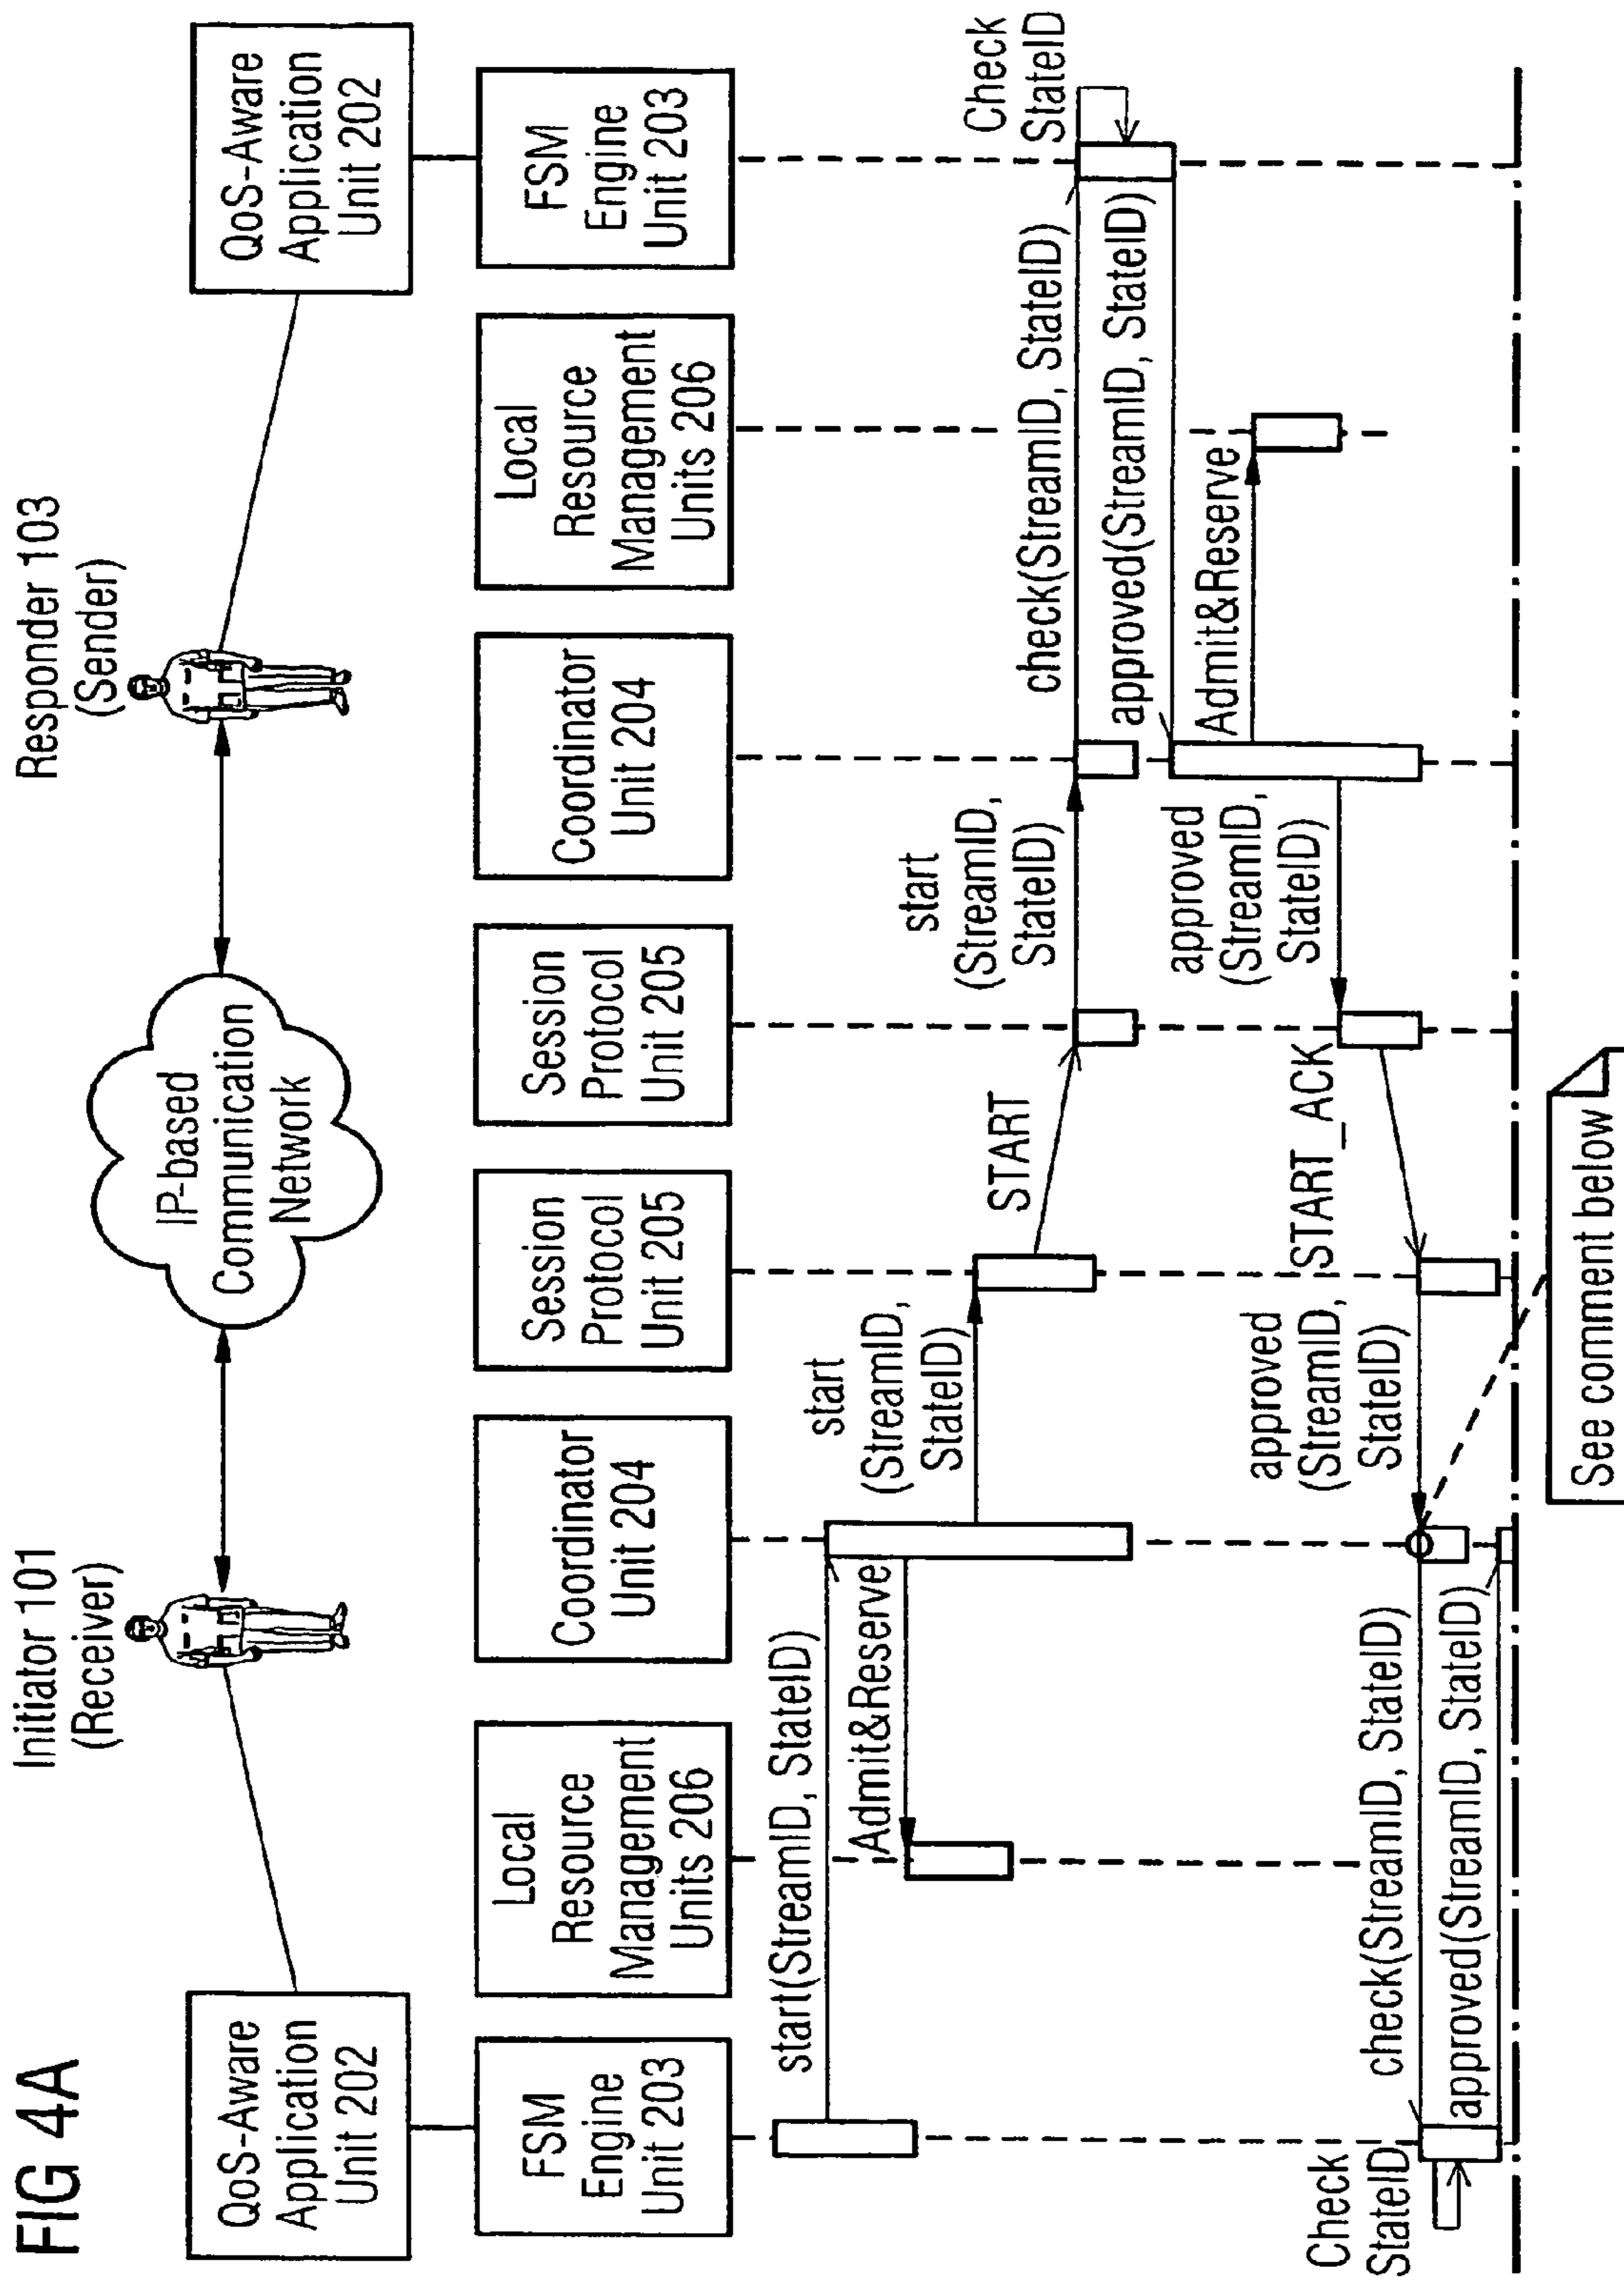 FIG 4A
Initiator 101
(Receiver)
Responder 103
(Sender)
IP-based
Communication
Network
QoS-Aware
Application
Unit 202
QoS-Aware
Application
Unit 202
FSM
Engine
Unit 203
Local
Resource
Management
Units 206
Coordinator
Unit 204
Session
Protocol
Unit 205
Session
Protocol
Unit 205
Coordinator
Unit 204
Local
Resource
Management
Units 206
FSM
Engine
Unit 203
start(StreamID, StateID)
Admit&Reserve
start
(StreamID,
StateID)
START
start
(StreamID,
StateID)
check(StreamID, StateID)
Check
StateID
approved(StreamID, StateID)
Admit&Reserve
approved
(StreamID,
StateID)
START_ACK
approved
(StreamID,
StateID)
check(StreamID, StateID)
Check
StateID
approved(StreamID, StateID)
See comment below